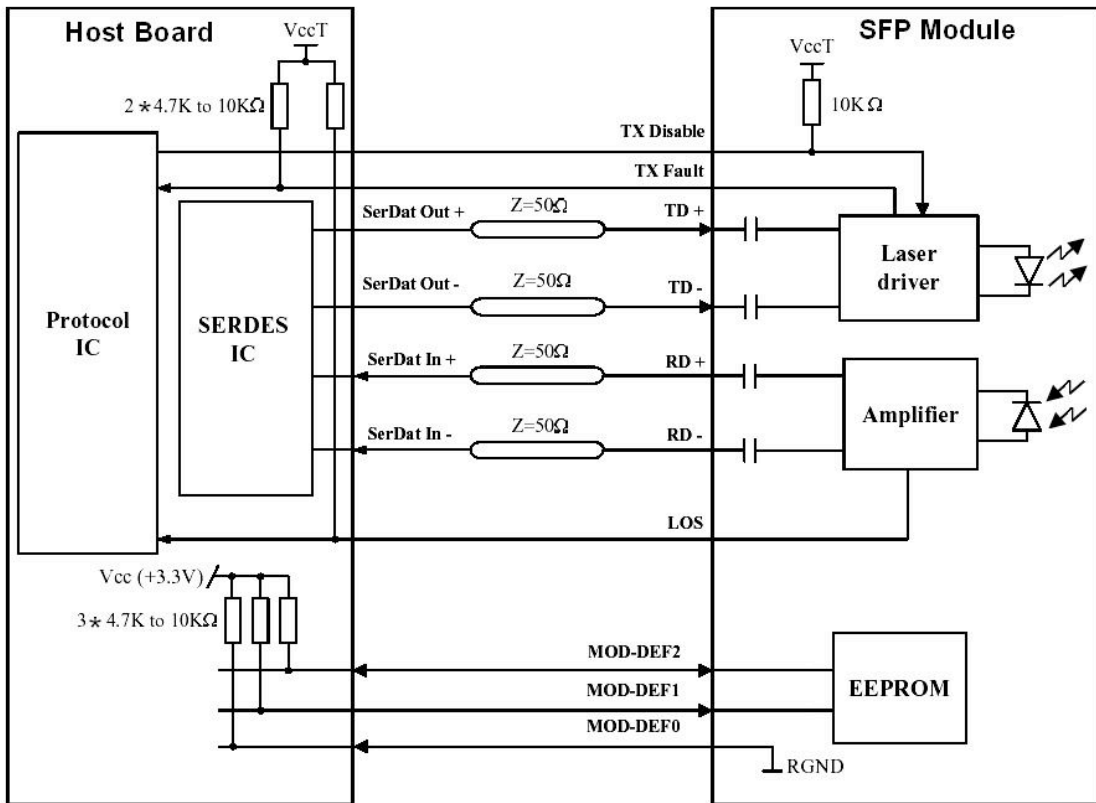 Host Board
SFP Module
VccT
VccT
2*4.7K to 10KΩ
10K Ω
TX Disable
TX Fault
SerDat Out +
Z=50Ω
TD +
Laser
driver
SerDat Out -
Z=50Ω
TD -
Protocol
IC
SERDES
IC
SerDat In +
Z=50Ω
RD +
Amplifier
SerDat In -
Z=50Ω
RD -
LOS
Vcc (+3.3V)
3*4.7K to 10KΩ
MOD-DEF2
EEPROM
MOD-DEF1
MOD-DEF0
RGND